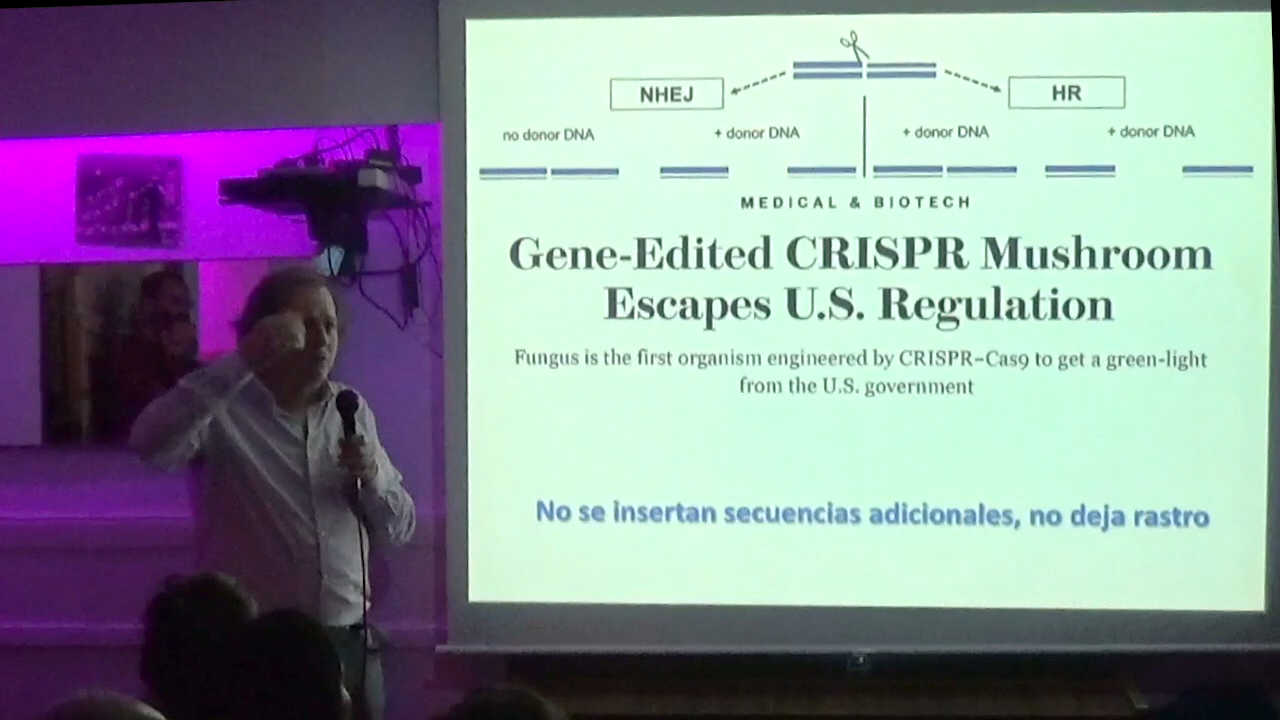 NHEJ
HR
no donor DNA
+ donor DNA
+ donor DNA
+ donor DNA
MEDICAL & BIOTECH
Gene-Edited CRISPR Mushroom
Escapes U.S. Regulation
Fungus is the first organism engineered by CRISPR–Cas9 to get a green-light
from the U.S. government
No se insertan secuencias adicionales, no deja rastro